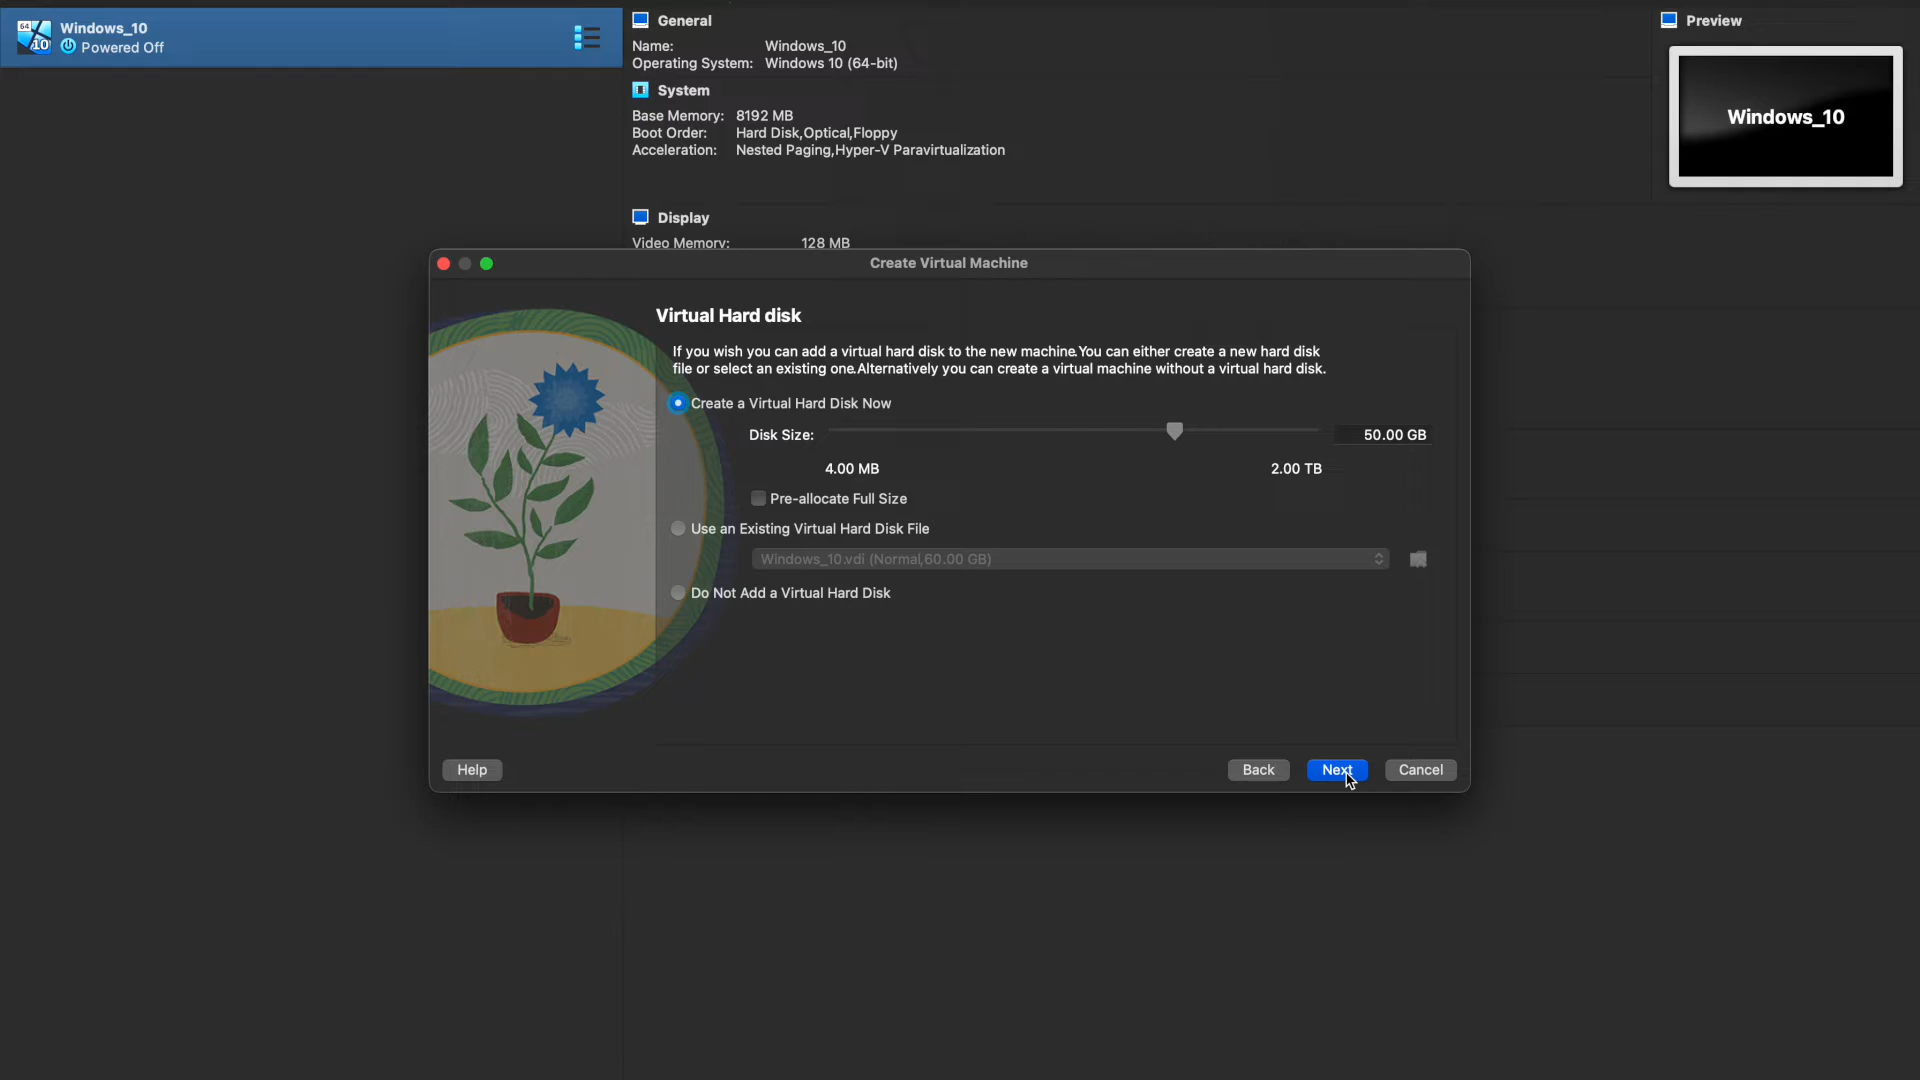 64
10
Windows_10
Powered Off
General
Name: Windows_10
Operating System: Windows 10 (64-bit)
System
Base Memory: 8192 MB
Boot Order: Hard Disk,Optical,Floppy
Acceleration: Nested Paging,Hyper-V Paravirtualization
Display
Video Memory: 128 MB
Preview
Windows_10
Create Virtual Machine
Virtual Hard disk
If you wish you can add a virtual hard disk to the new machine.You can either create a new hard disk
file or select an existing one.Alternatively you can create a virtual machine without a virtual hard disk.
Create a Virtual Hard Disk Now
Disk Size: 50.00 GB
4.00 MB 2.00 TB
Pre-allocate Full Size
Use an Existing Virtual Hard Disk File
Windows_10.vdi (Normal,60.00 GB)
Do Not Add a Virtual Hard Disk
Help Back Next Cancel